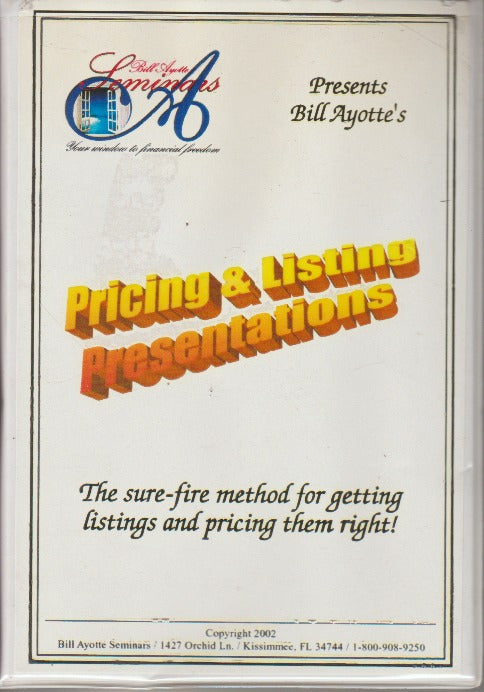 Bill Ayotte
Seminars
Your window to financial freedom
Presents
Bill Ayotte's
Pricing & Listing
Presentations
The sure-fire method for getting
listings and pricing them right!
Copyright 2002
Bill Ayotte Seminars / 1427 Orchid Ln. / Kissimmee, FL 34744 / 1-800-908-9250